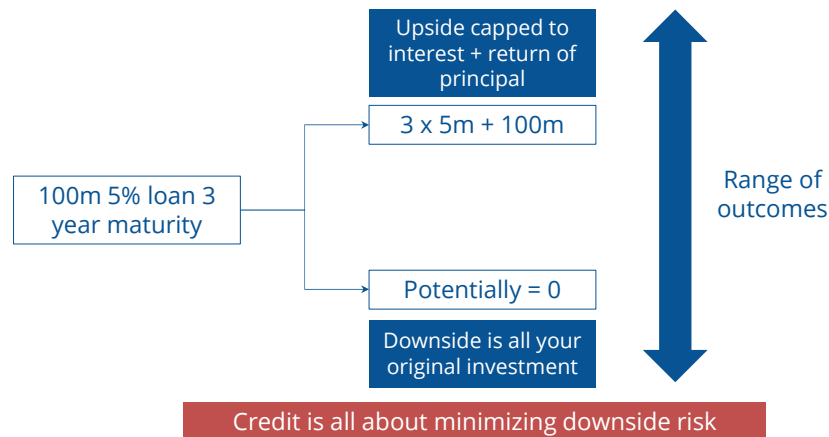 Upside capped to
interest + return of
principal
3 x 5m + 100m
100m 5% loan 3
year maturity
Range of
outcomes
Potentially = 0
Downside is all your
original investment
Credit is all about minimizing downside risk